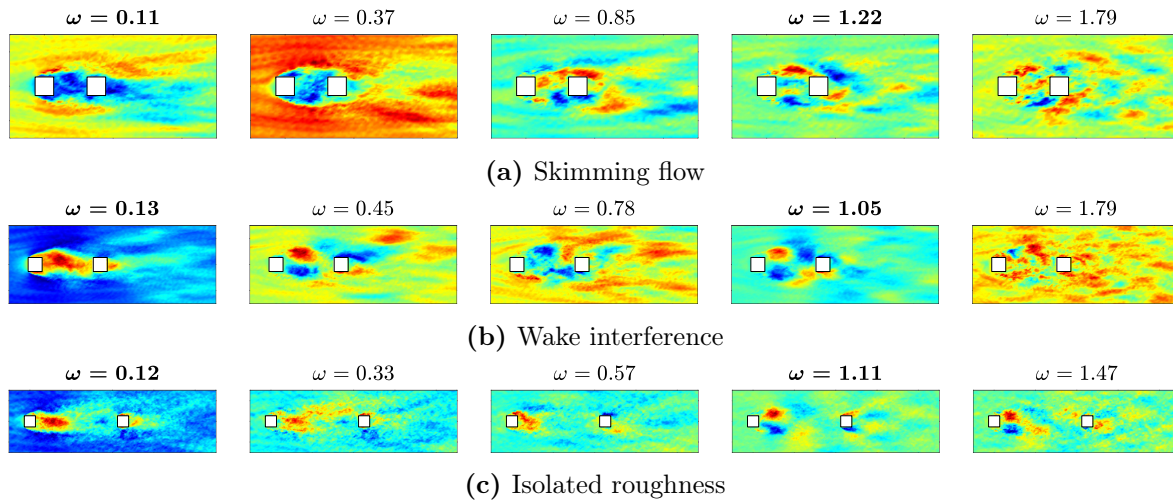 ω = 0.11 ω = 0.37 ω = 0.85 ω = 1.22 ω = 1.79
(a) Skimming flow
ω = 0.13 ω = 0.45 ω = 0.78 ω = 1.05 ω = 1.79
(b) Wake interference
ω = 0.12 ω = 0.33 ω = 0.57 ω = 1.11 ω = 1.47
(c) Isolated roughness